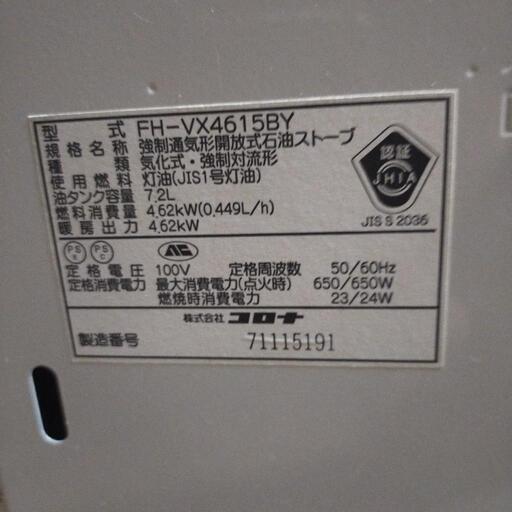 型式 FH-VX4615BY
規格名称 強制通気形開放式石油ストーブ
種類 気化式・強制対流形
使用燃料 灯油(JIS1号灯油)
油タンク容量 7.2L
燃料消費量 4.62kW(0.449L/h)
暖房出力 4.62kW
認証
JHIA
JIS S 2036
PS E PS C
定格電圧 100V 定格周波数 50/60Hz
定格消費電力 最大消費電力(点火時) 650/650W
燃焼時消費電力 23/24W
株式会社 コロナ
製造番号 71115191